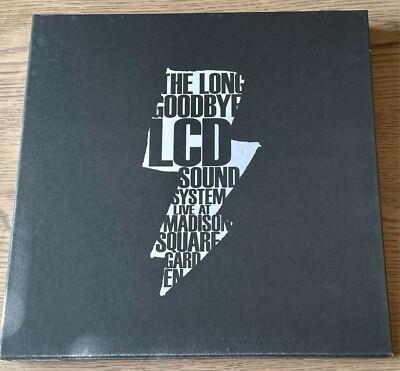 THE LONG
GOODBYE
LCD
SOUND
SYSTEM
LIVE AT
MADISON
SQUARE
GARD
EN